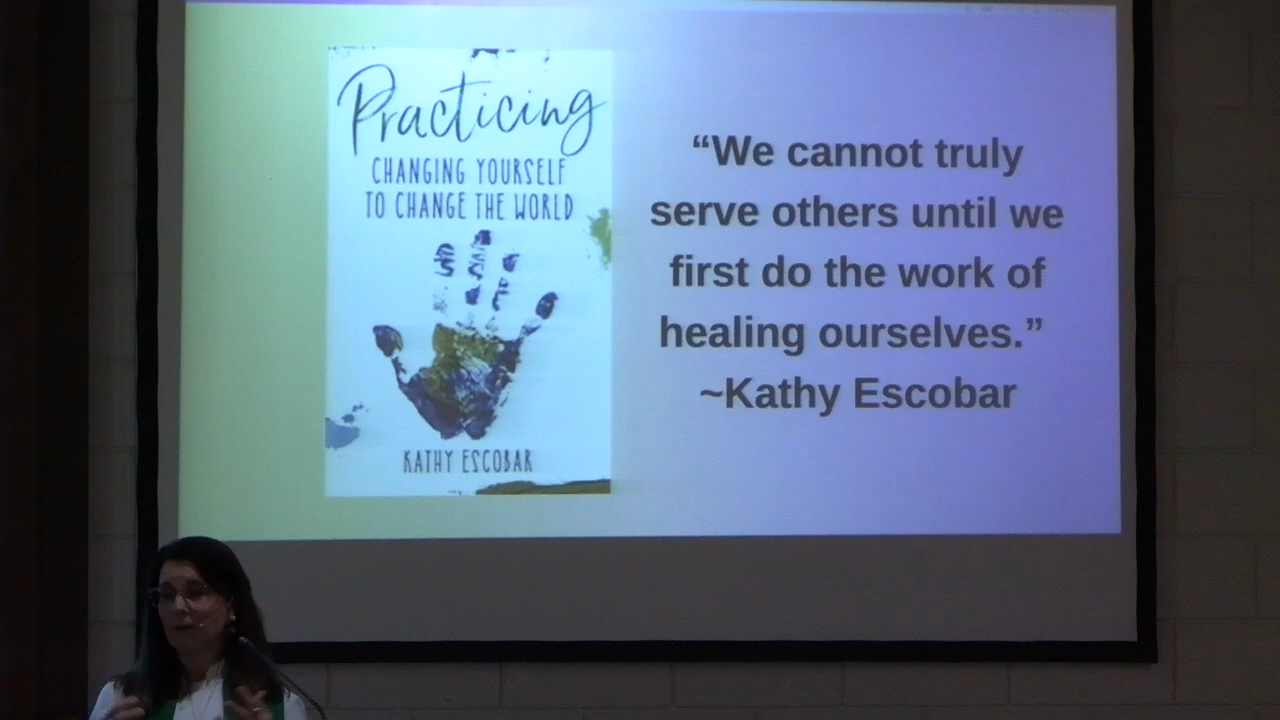 Practicing
CHANGING YOURSELF
TO CHANGE THE WORLD
KATHY ESCOBAR
“We cannot truly
serve others until we
first do the work of
healing ourselves.”
~Kathy Escobar